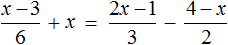 (x−3)/6 + x = (2x−1)/3 − (4−x)/2